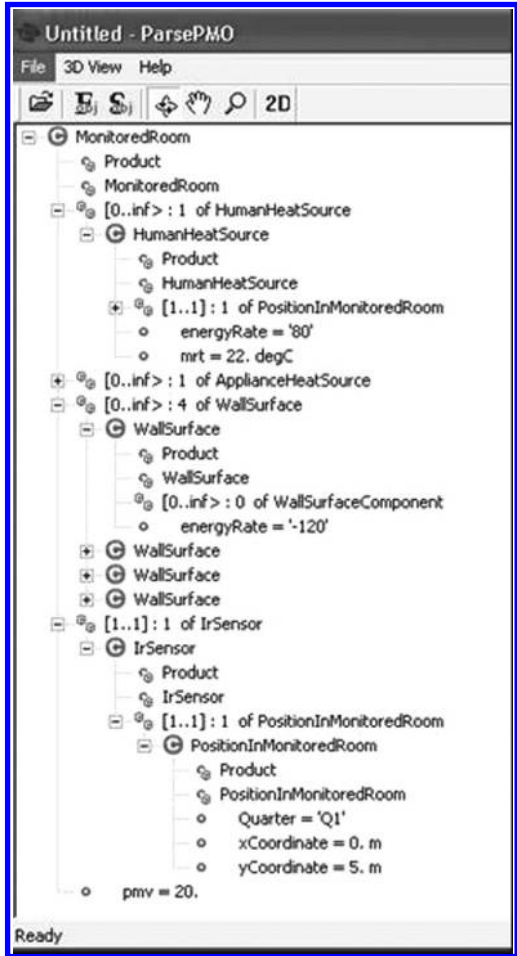 Untitled - ParsePMO
File 3D View Help
Eobj Sobj 2D
MonitoredRoom
Product
MonitoredRoom
[0..inf> : 1 of HumanHeatSource
HumanHeatSource
Product
HumanHeatSource
[1..1] : 1 of PositionInMonitoredRoom
energyRate = '80'
mrt = 22. degC
[0..inf> : 1 of ApplianceHeatSource
[0..inf> : 4 of WallSurface
WallSurface
Product
WallSurface
[0..inf> : 0 of WallSurfaceComponent
energyRate = '-120'
WallSurface
WallSurface
WallSurface
[1..1] : 1 of IrSensor
IrSensor
Product
IrSensor
[1..1] : 1 of PositionInMonitoredRoom
PositionInMonitoredRoom
Product
PositionInMonitoredRoom
Quarter = 'Q1'
xCoordinate = 0. m
yCoordinate = 5. m
pmv = 20.
Ready